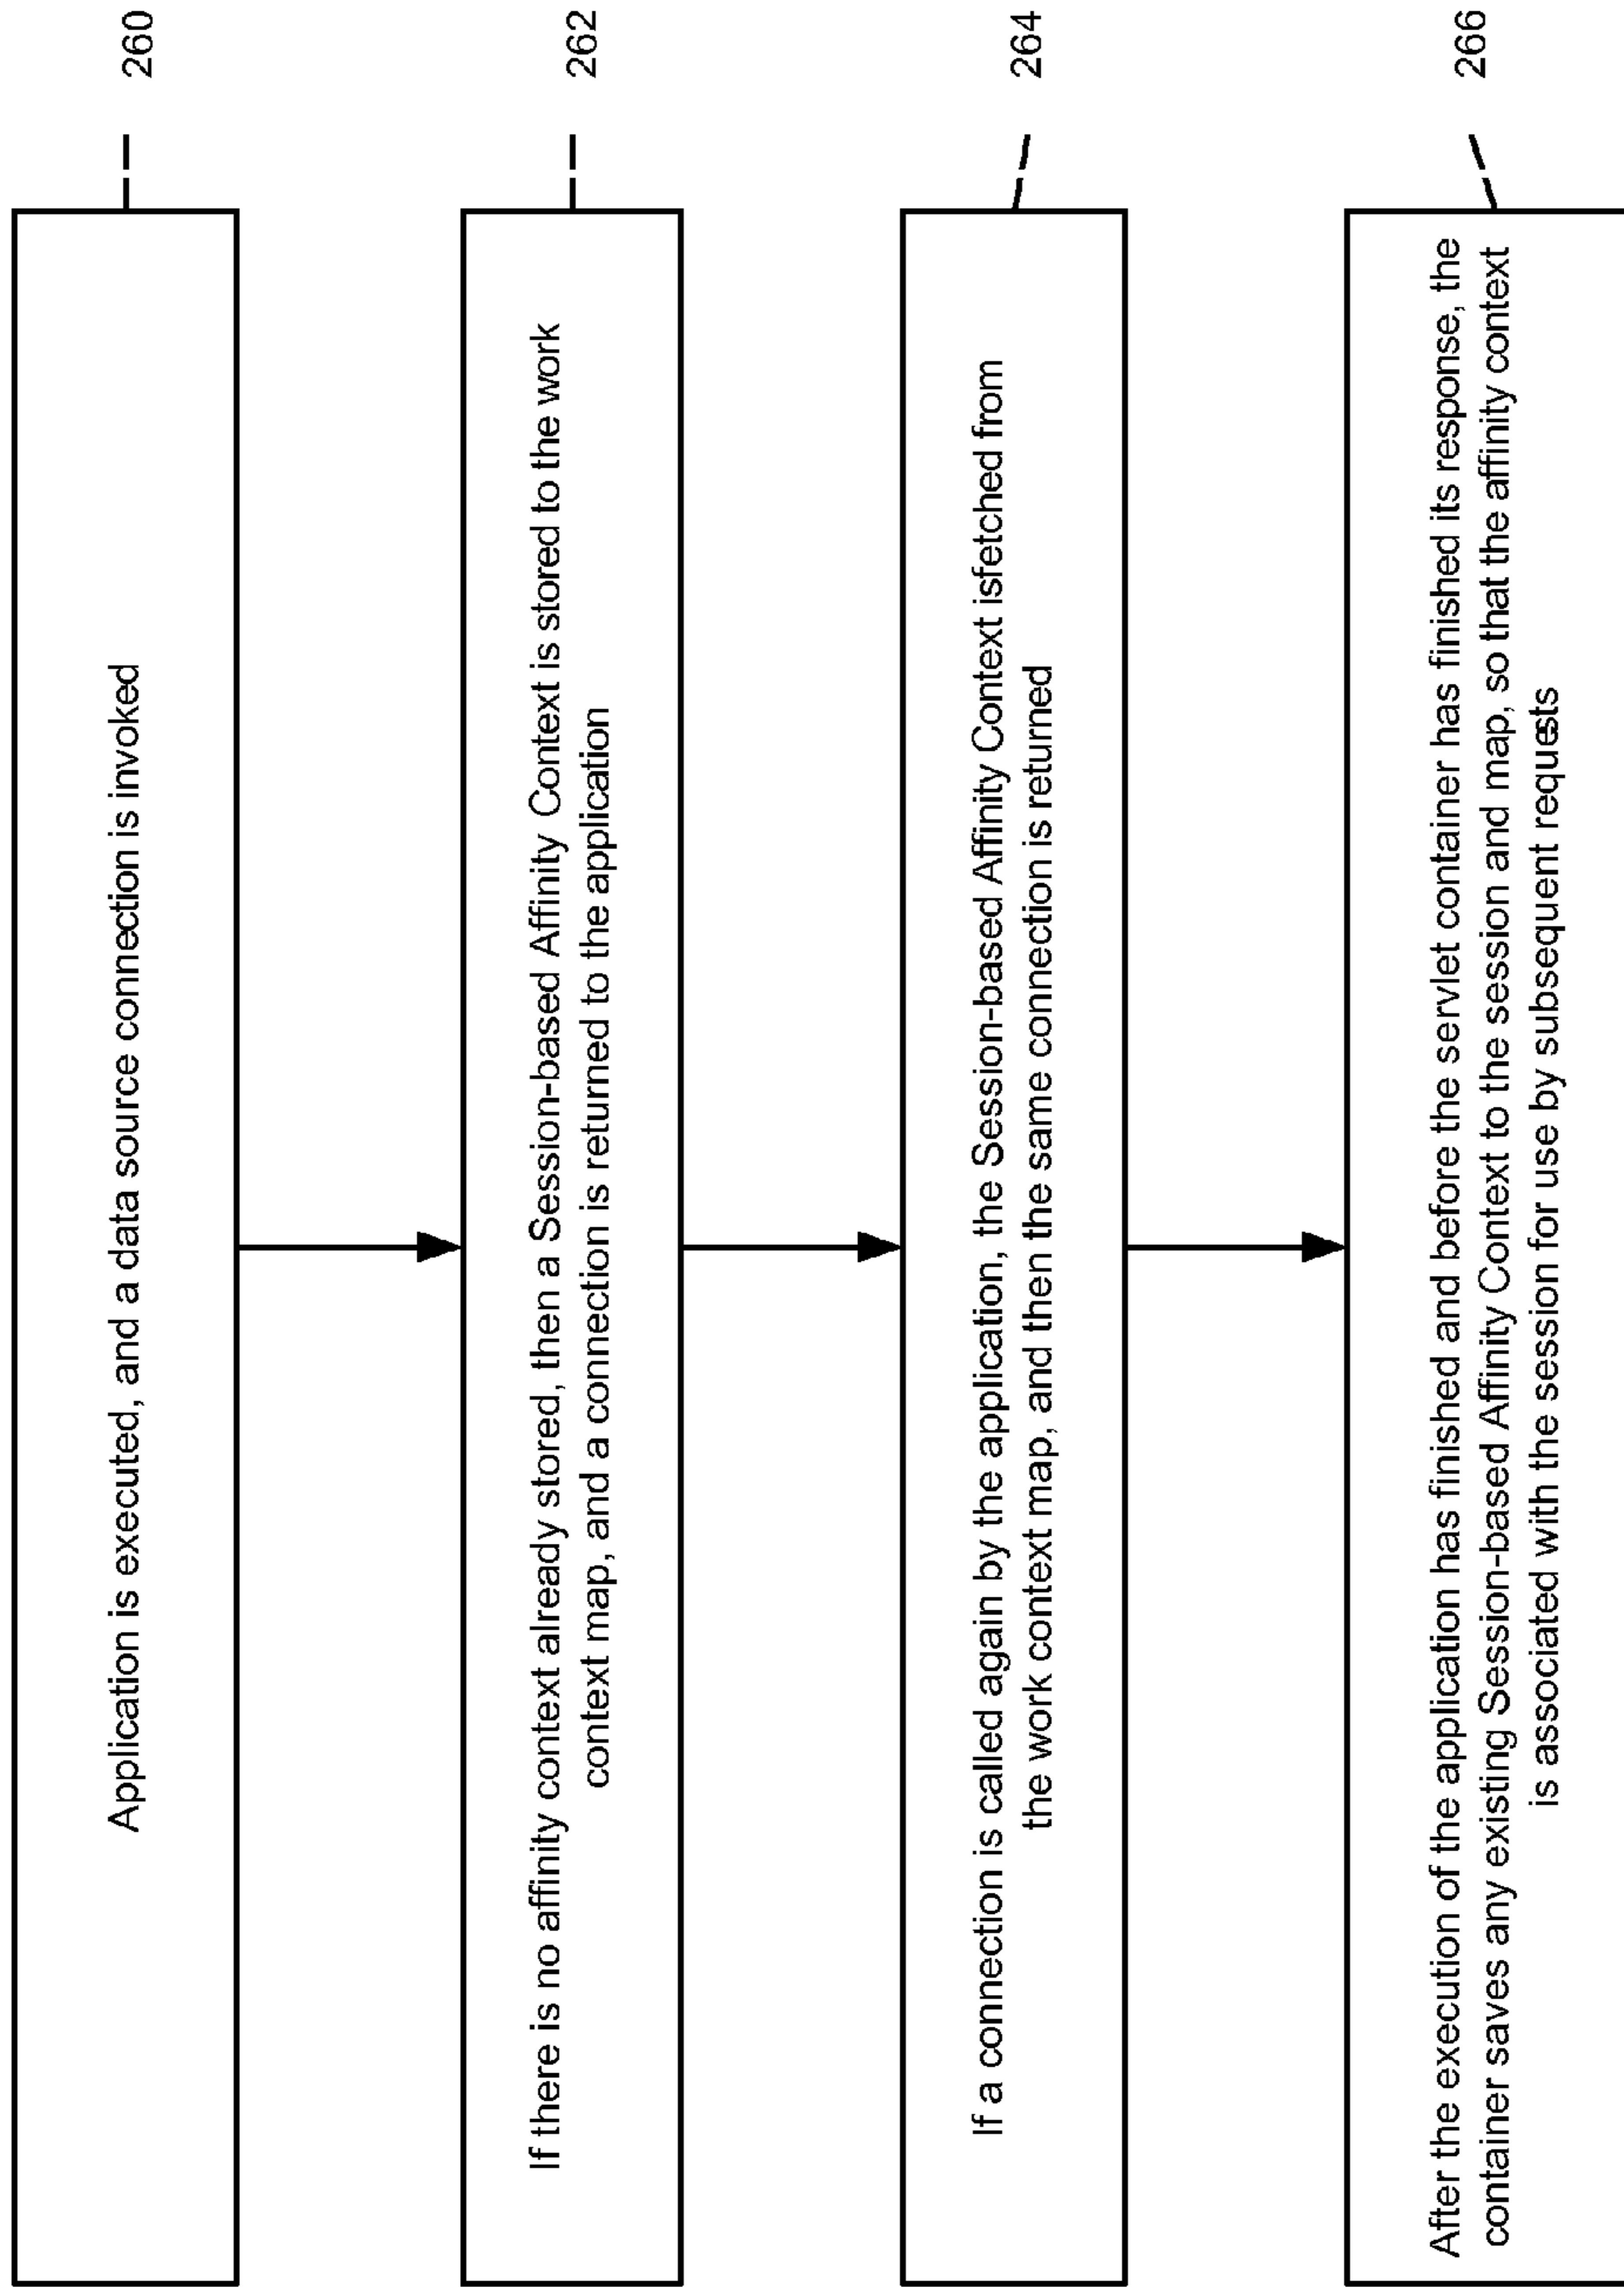 Application is executed, and a data source connection is invoked
260
If there is no affinity context already stored, then a Session-based Affinity Context is stored to the work
context map, and a connection is returned to the application
262
If a connection is called again by the application, the Session-based Affinity Context isfetched from
the work context map, and then the same connection is returned
264
After the execution of the application has finished and before the servlet container has finished its response, the
container saves any existing Session-based Affinity Context to the session and map, so that the affinity context
is associated with the session for use by subsequent requests
266